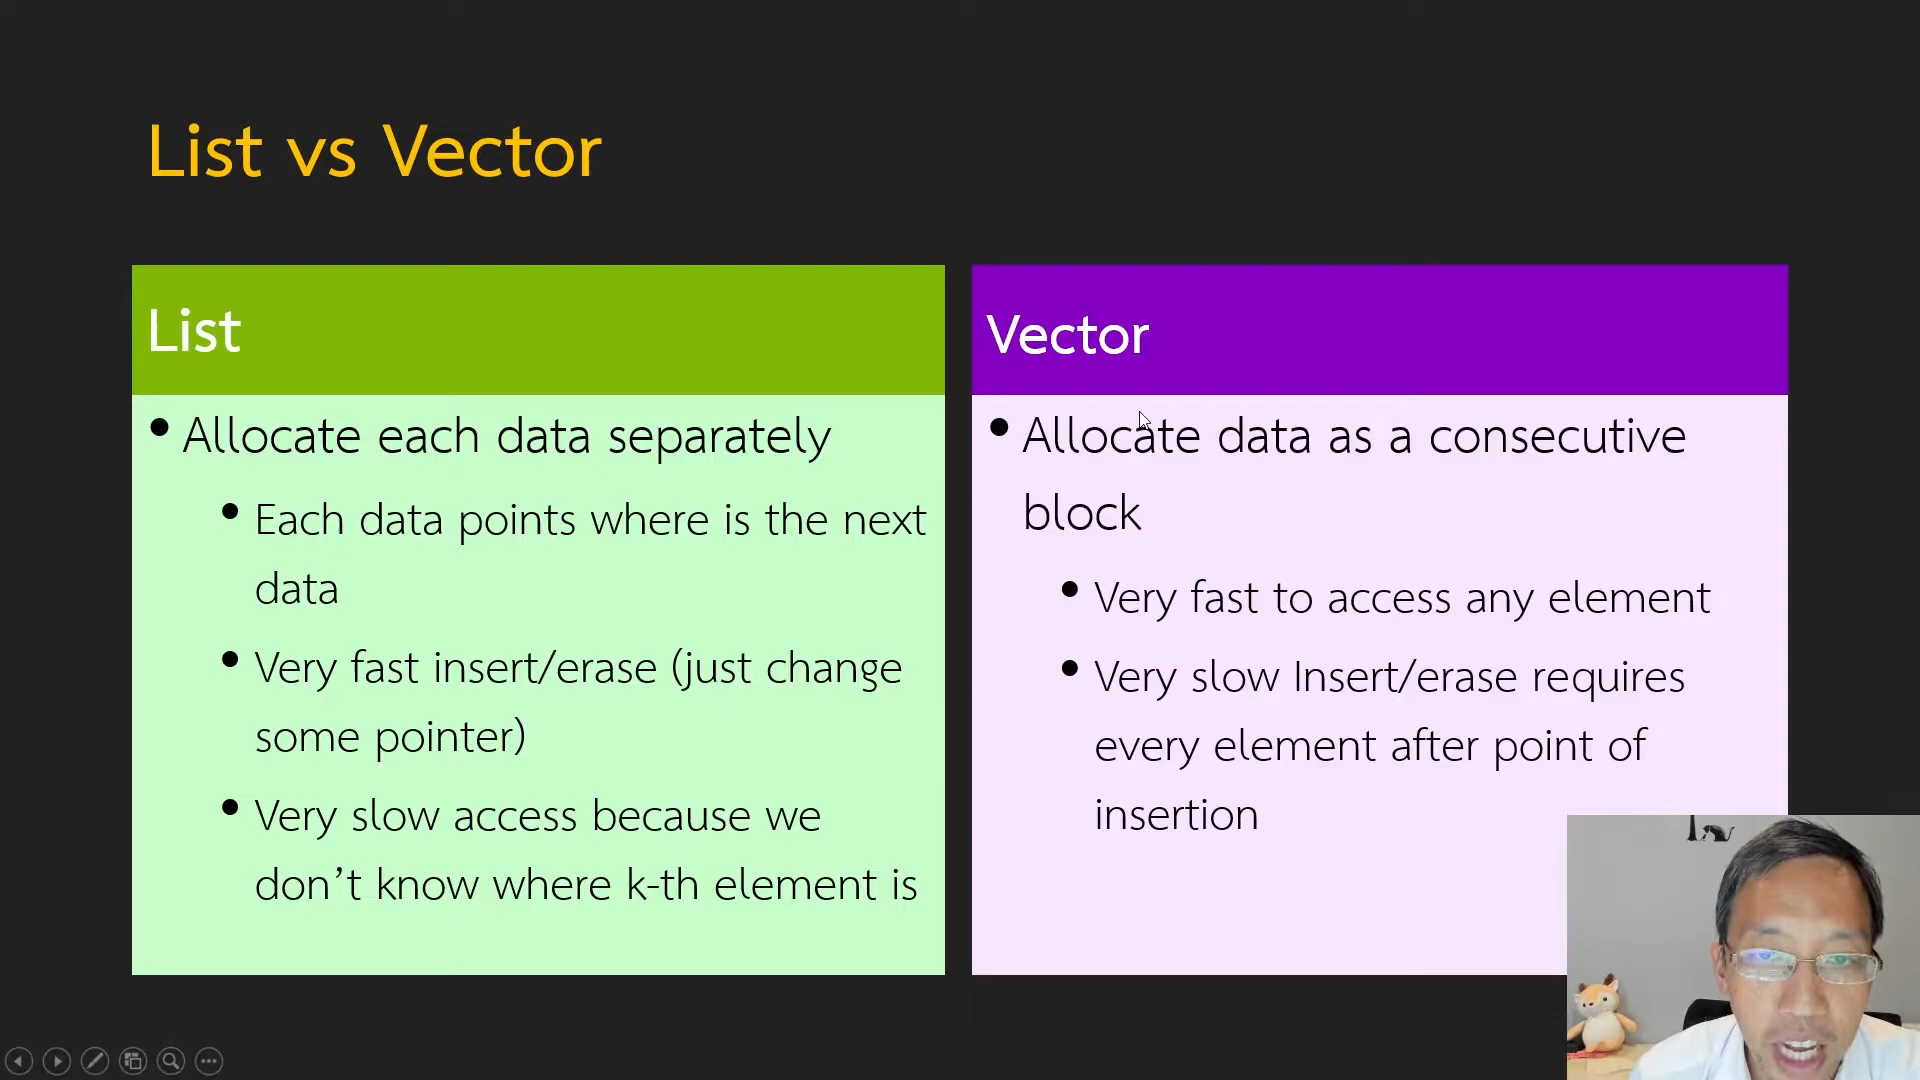 List vs Vector
List
• Allocate each data separately
• Each data points where is the next
data
• Very fast insert/erase (just change
some pointer)
• Very slow access because we
don’t know where k-th element is
Vector
• Allocate data as a consecutive
block
• Very fast to access any element
• Very slow Insert/erase requires
every element after point of
insertion